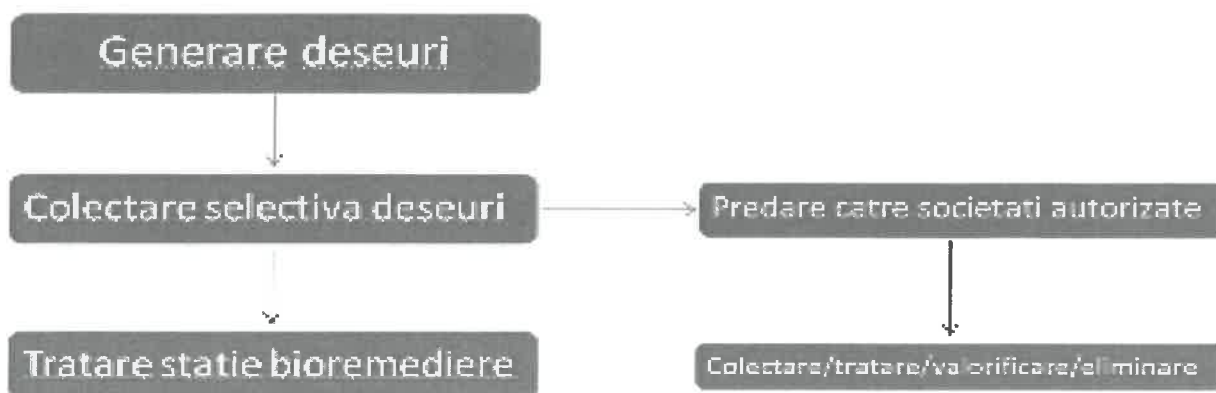 Generare deseuri
Colectare selectiva deseuri
Predare catre societati autorizate
Tratare statie bioremediere
Colectare/tratare/valorificare/eliminare